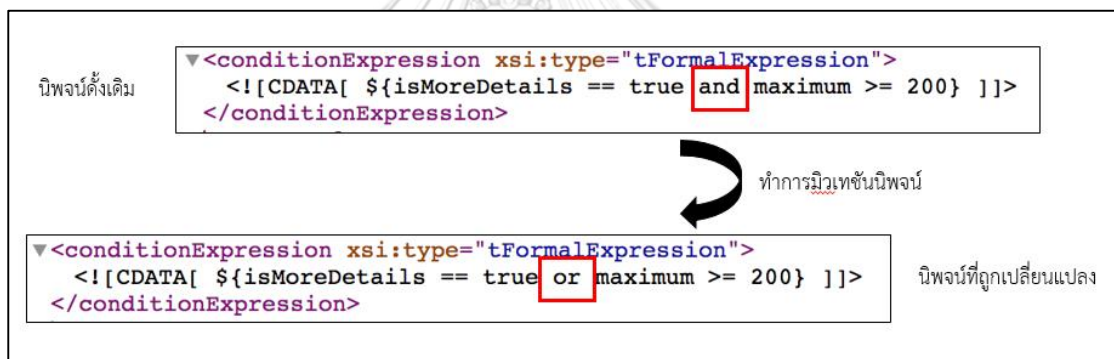 นิพจน์ดั้งเดิม
▼<conditionExpression xsi:type="tFormalExpression">
<![CDATA[ ${isMoreDetails == true and maximum >= 200} ]]>
</conditionExpression>
ทำการมิวเทชันนิพจน์
▼<conditionExpression xsi:type="tFormalExpression">
<![CDATA[ ${isMoreDetails == true or maximum >= 200} ]]>
</conditionExpression>
นิพจน์ที่ถูกเปลี่ยนแปลง